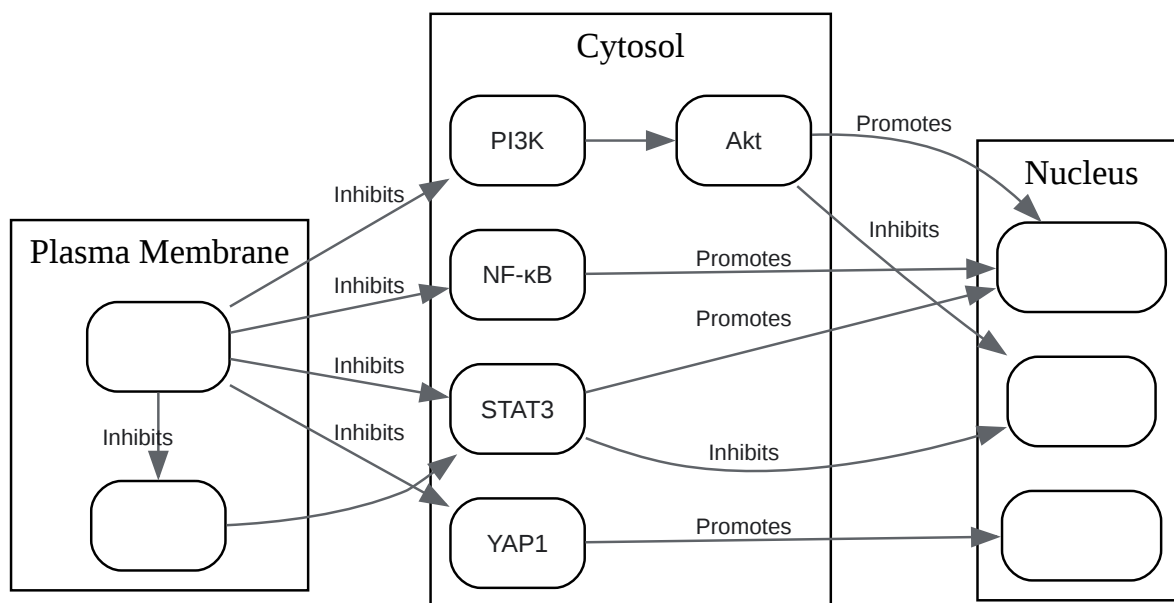 Cytosol
PI3K
Akt
Promotes
Nucleus
Inhibits
Inhibits
Plasma Membrane
NF-κB
Promotes
Inhibits
Promotes
Inhibits
STAT3
Inhibits
Inhibits
Inhibits
YAP1
Promotes